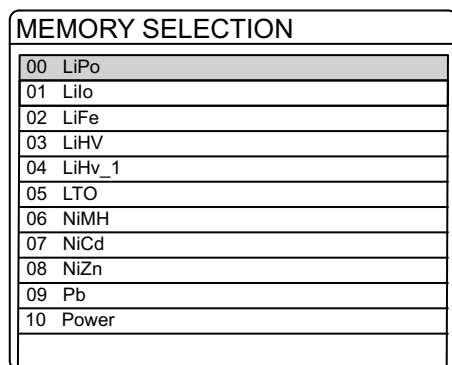 MEMORY SELECTION
00 LiPo
01 LiIo
02 LiFe
03 LiHV
04 LiHv_1
05 LTO
06 NiMH
07 NiCd
08 NiZn
09 Pb
10 Power